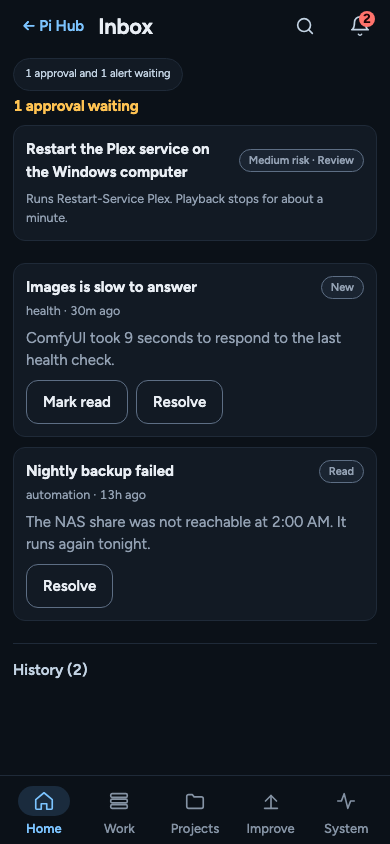 ← Pi Hub Inbox
2
1 approval and 1 alert waiting
1 approval waiting
Restart the Plex service on
the Windows computer
Medium risk · Review
Runs Restart-Service Plex. Playback stops for about a
minute.
Images is slow to answer
New
health · 30m ago
ComfyUI took 9 seconds to respond to the last
health check.
Mark read
Resolve
Nightly backup failed
Read
automation · 13h ago
The NAS share was not reachable at 2:00 AM. It
runs again tonight.
Resolve
History (2)
Home
Work
Projects
Improve
System